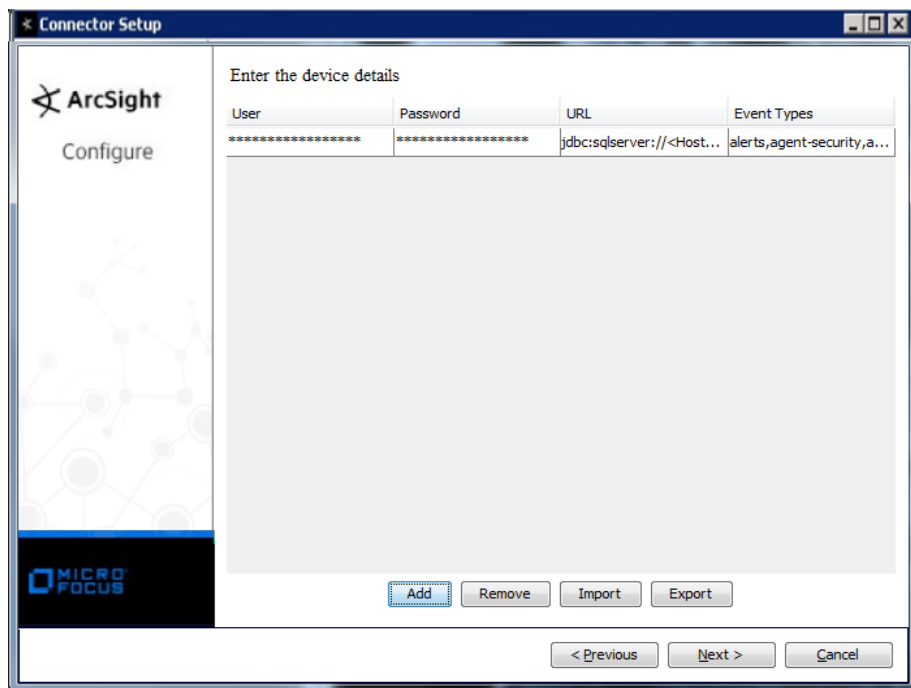 Connector Setup
ArcSight
Configure
Enter the device details
User Password URL Event Types
***************** ***************** jdbc:sqlserver://<Host... alerts,agent-security,a...
Add Remove Import Export
MICRO
FOCUS
< Previous Next > Cancel